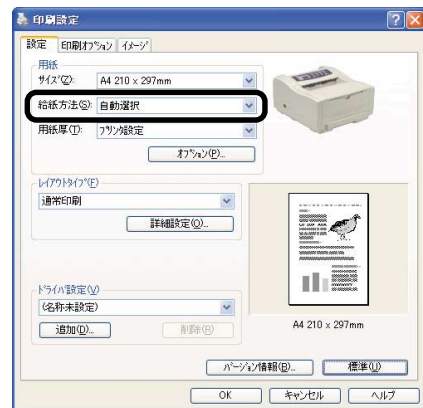 印刷設定
設定 印刷ｵﾌﾟｼｮﾝ ｲﾒｰｼﾞ
用紙
ｻｲｽﾞ(Z): A4 210 x 297mm
給紙方法(S): 自動選択
用紙厚(T): ﾌﾟﾘﾝﾀ設定
ｵﾌﾟｼｮﾝ(P)...
ﾚｲｱｳﾄﾀｲﾌﾟ(E)
通常印刷
詳細設定(O)...
ﾄﾞﾗｲﾊﾞ設定(V)
(名称未設定)
追加(D)... 削除(R)
A4 210 x 297mm
ﾊﾞｰｼﾞｮﾝ情報(B)... 標準(U)
OK キャンセル ヘルプ